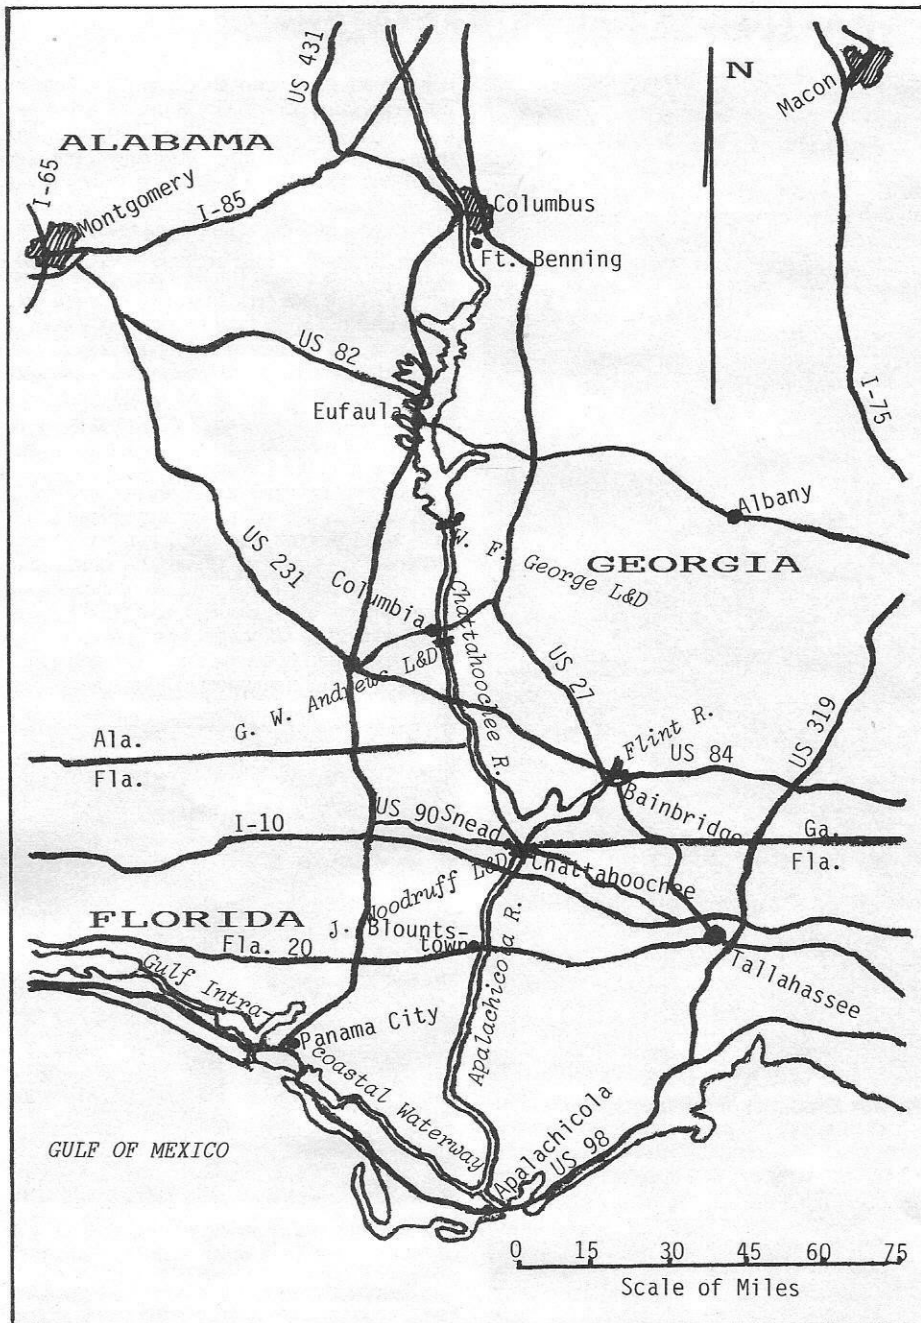 US 431
N
Macon
ALABAMA
I-65
Montgomery
I-85
Columbus
Ft. Benning
US 82
Eufaula
I-75
Albany
US 231
W. F. George L&D
GEORGIA
Columbia
Chattahoochee R.
G. W. Andrews L&D
US 27
Flint R.
US 319
Ala.
Fla.
US 84
Bainbridge
US 90
Snead
I-10
Ga.
Fla.
Chattahoochee
J. Woodruff L&D
FLORIDA
Blounts-
town
Fla. 20
Tallahassee
Gulf Intra-
coastal Waterway
Panama City
Apalachicola R.
Apalachicola
US 98
GULF OF MEXICO
0 15 30 45 60 75
Scale of Miles